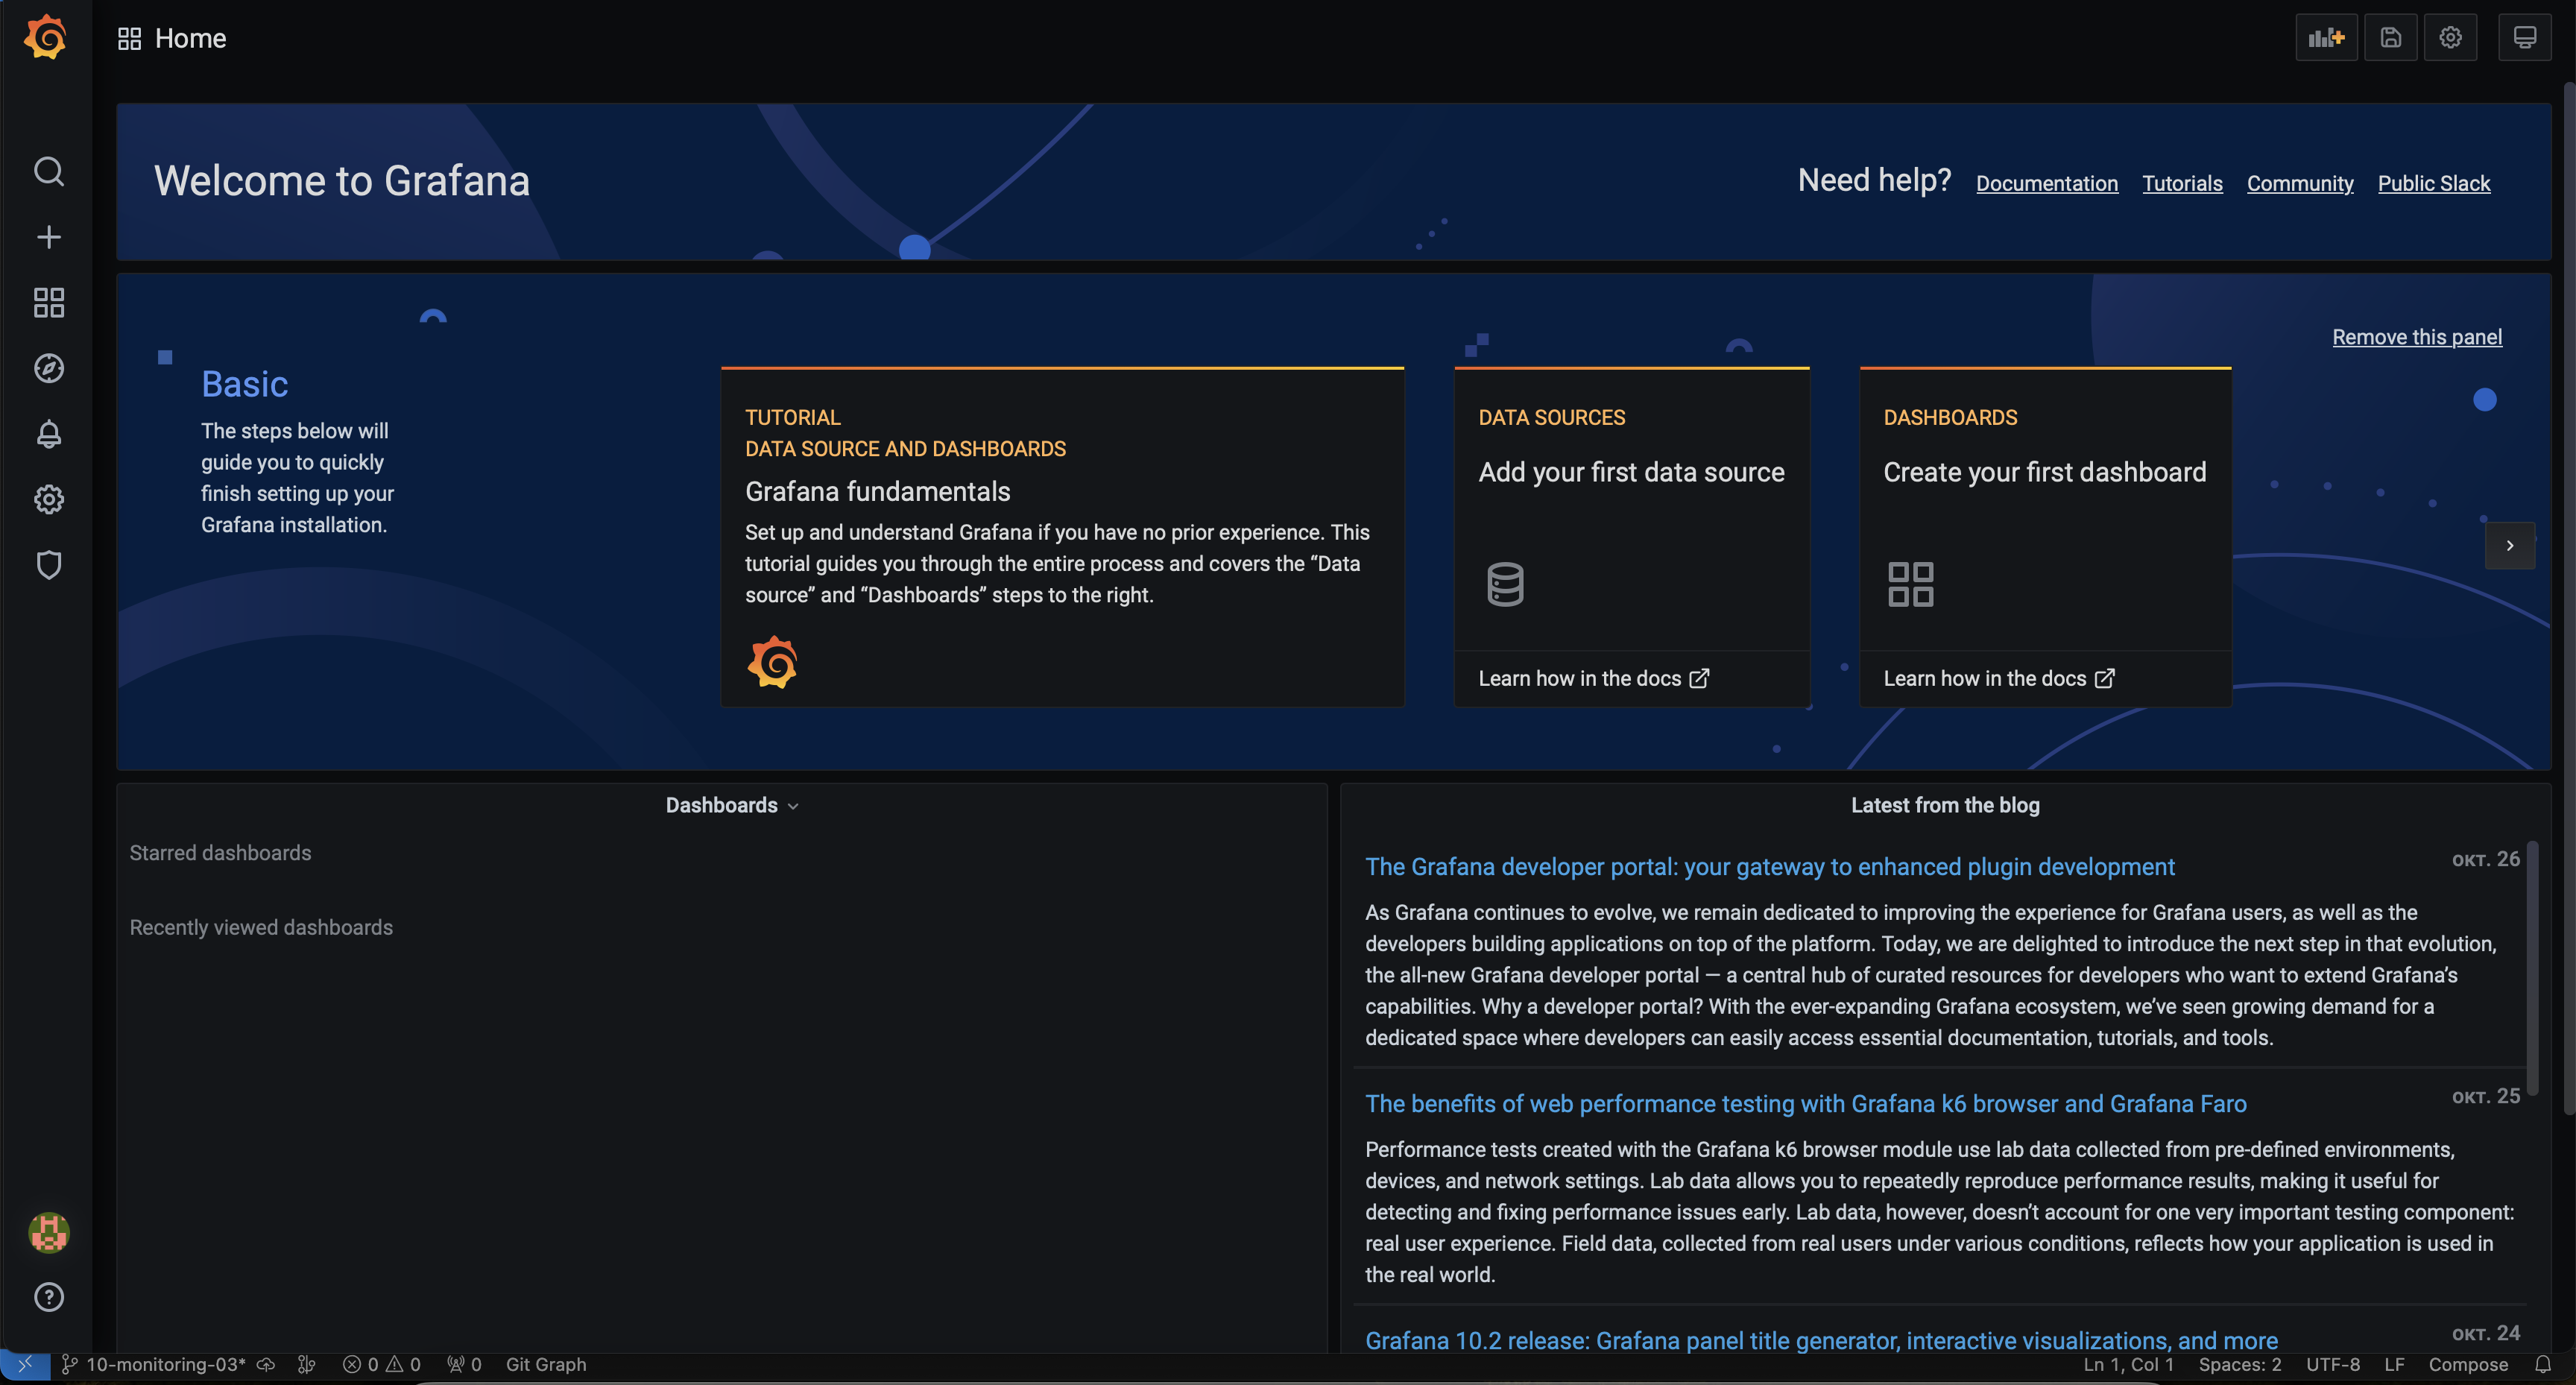 Home
Welcome to Grafana
Need help? Documentation Tutorials Community Public Slack
Remove this panel
Basic
The steps below will
guide you to quickly
finish setting up your
Grafana installation.
TUTORIAL
DATA SOURCE AND DASHBOARDS
Grafana fundamentals
Set up and understand Grafana if you have no prior experience. This
tutorial guides you through the entire process and covers the “Data
source” and “Dashboards” steps to the right.
DATA SOURCES
Add your first data source
Learn how in the docs
DASHBOARDS
Create your first dashboard
Learn how in the docs
Dashboards
Starred dashboards
Recently viewed dashboards
Latest from the blog
The Grafana developer portal: your gateway to enhanced plugin development
окт. 26
As Grafana continues to evolve, we remain dedicated to improving the experience for Grafana users, as well as the
developers building applications on top of the platform. Today, we are delighted to introduce the next step in that evolution,
the all-new Grafana developer portal — a central hub of curated resources for developers who want to extend Grafana’s
capabilities. Why a developer portal? With the ever-expanding Grafana ecosystem, we’ve seen growing demand for a
dedicated space where developers can easily access essential documentation, tutorials, and tools.
The benefits of web performance testing with Grafana k6 browser and Grafana Faro
окт. 25
Performance tests created with the Grafana k6 browser module use lab data collected from pre-defined environments,
devices, and network settings. Lab data allows you to repeatedly reproduce performance results, making it useful for
detecting and fixing performance issues early. Lab data, however, doesn’t account for one very important testing component:
real user experience. Field data, collected from real users under various conditions, reflects how your application is used in
the real world.
Grafana 10.2 release: Grafana panel title generator, interactive visualizations, and more
окт. 24
10-monitoring-03* 0 0 0 Git Graph
Ln 1, Col 1 Spaces: 2 UTF-8 LF Compose